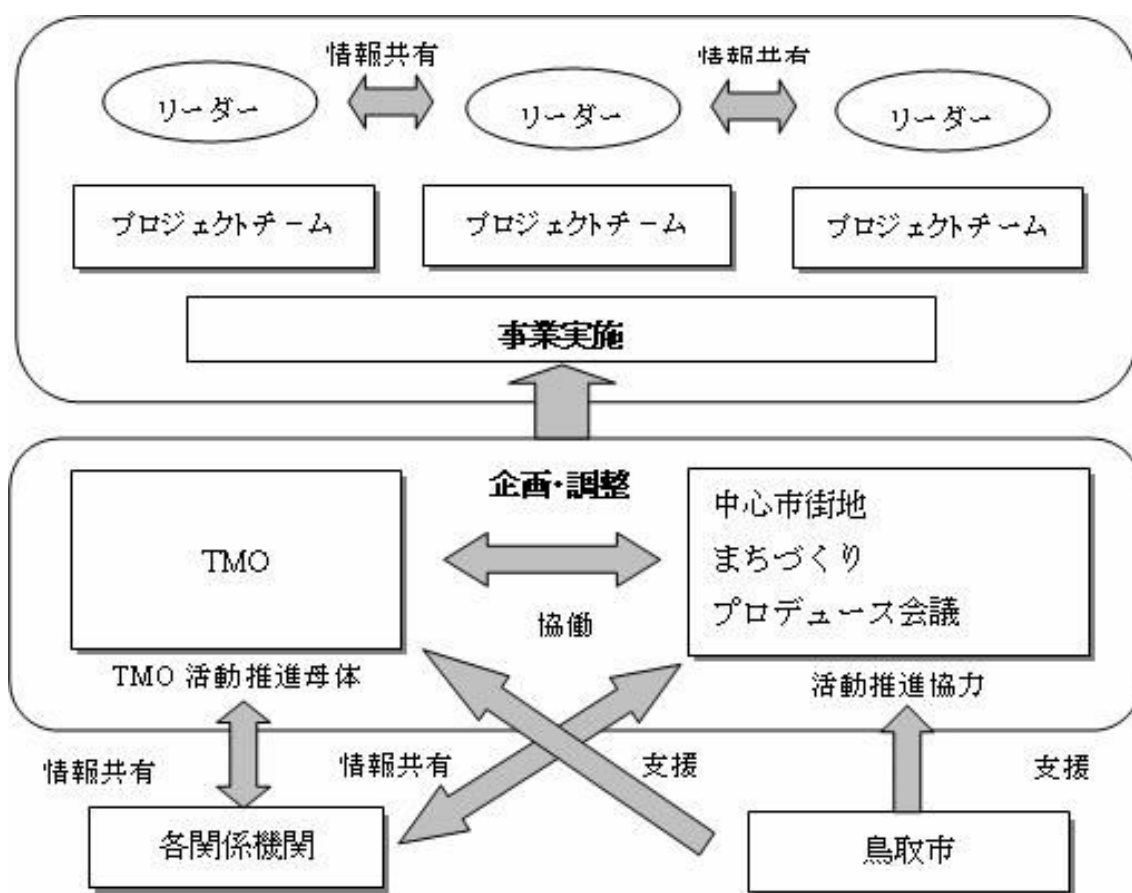 情報共有
情報共有
リーダー
リーダー
リーダー
プロジェクトチーム
プロジェクトチーム
プロジェクトチーム
事業実施
企画・調整
TMO
中心市街地
まちづくり
プロデュース会議
協働
TMO 活動推進母体
活動推進協力
情報共有
情報共有
支援
支援
各関係機関
鳥取市